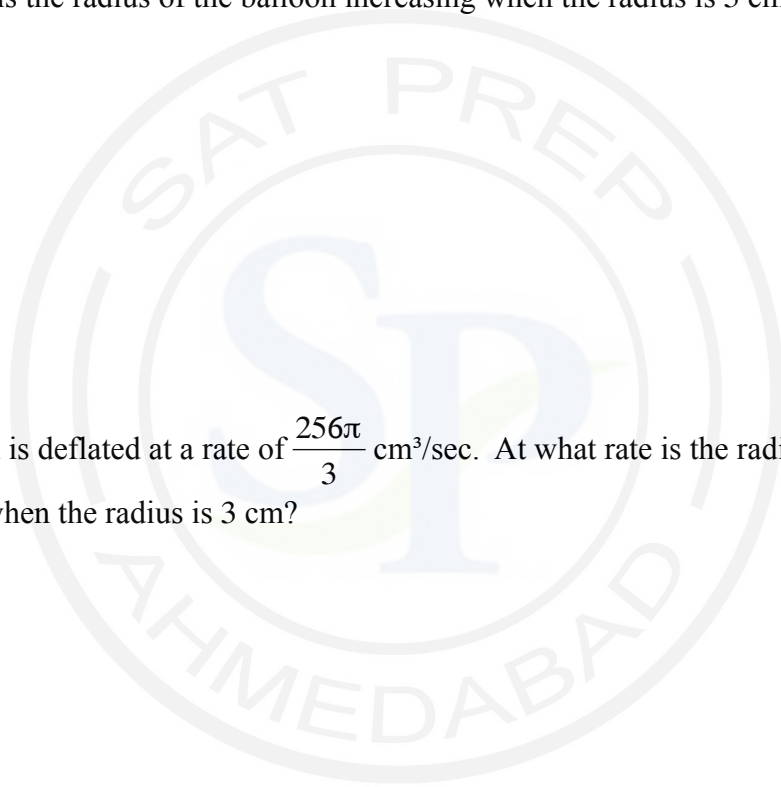 is the radius of the balloon increasing when the radius is 3 cm
SAT PREP
SP
is deflated at a rate of 256π/3 cm³/sec. At what rate is the radi
when the radius is 3 cm?
AHMEDABAD